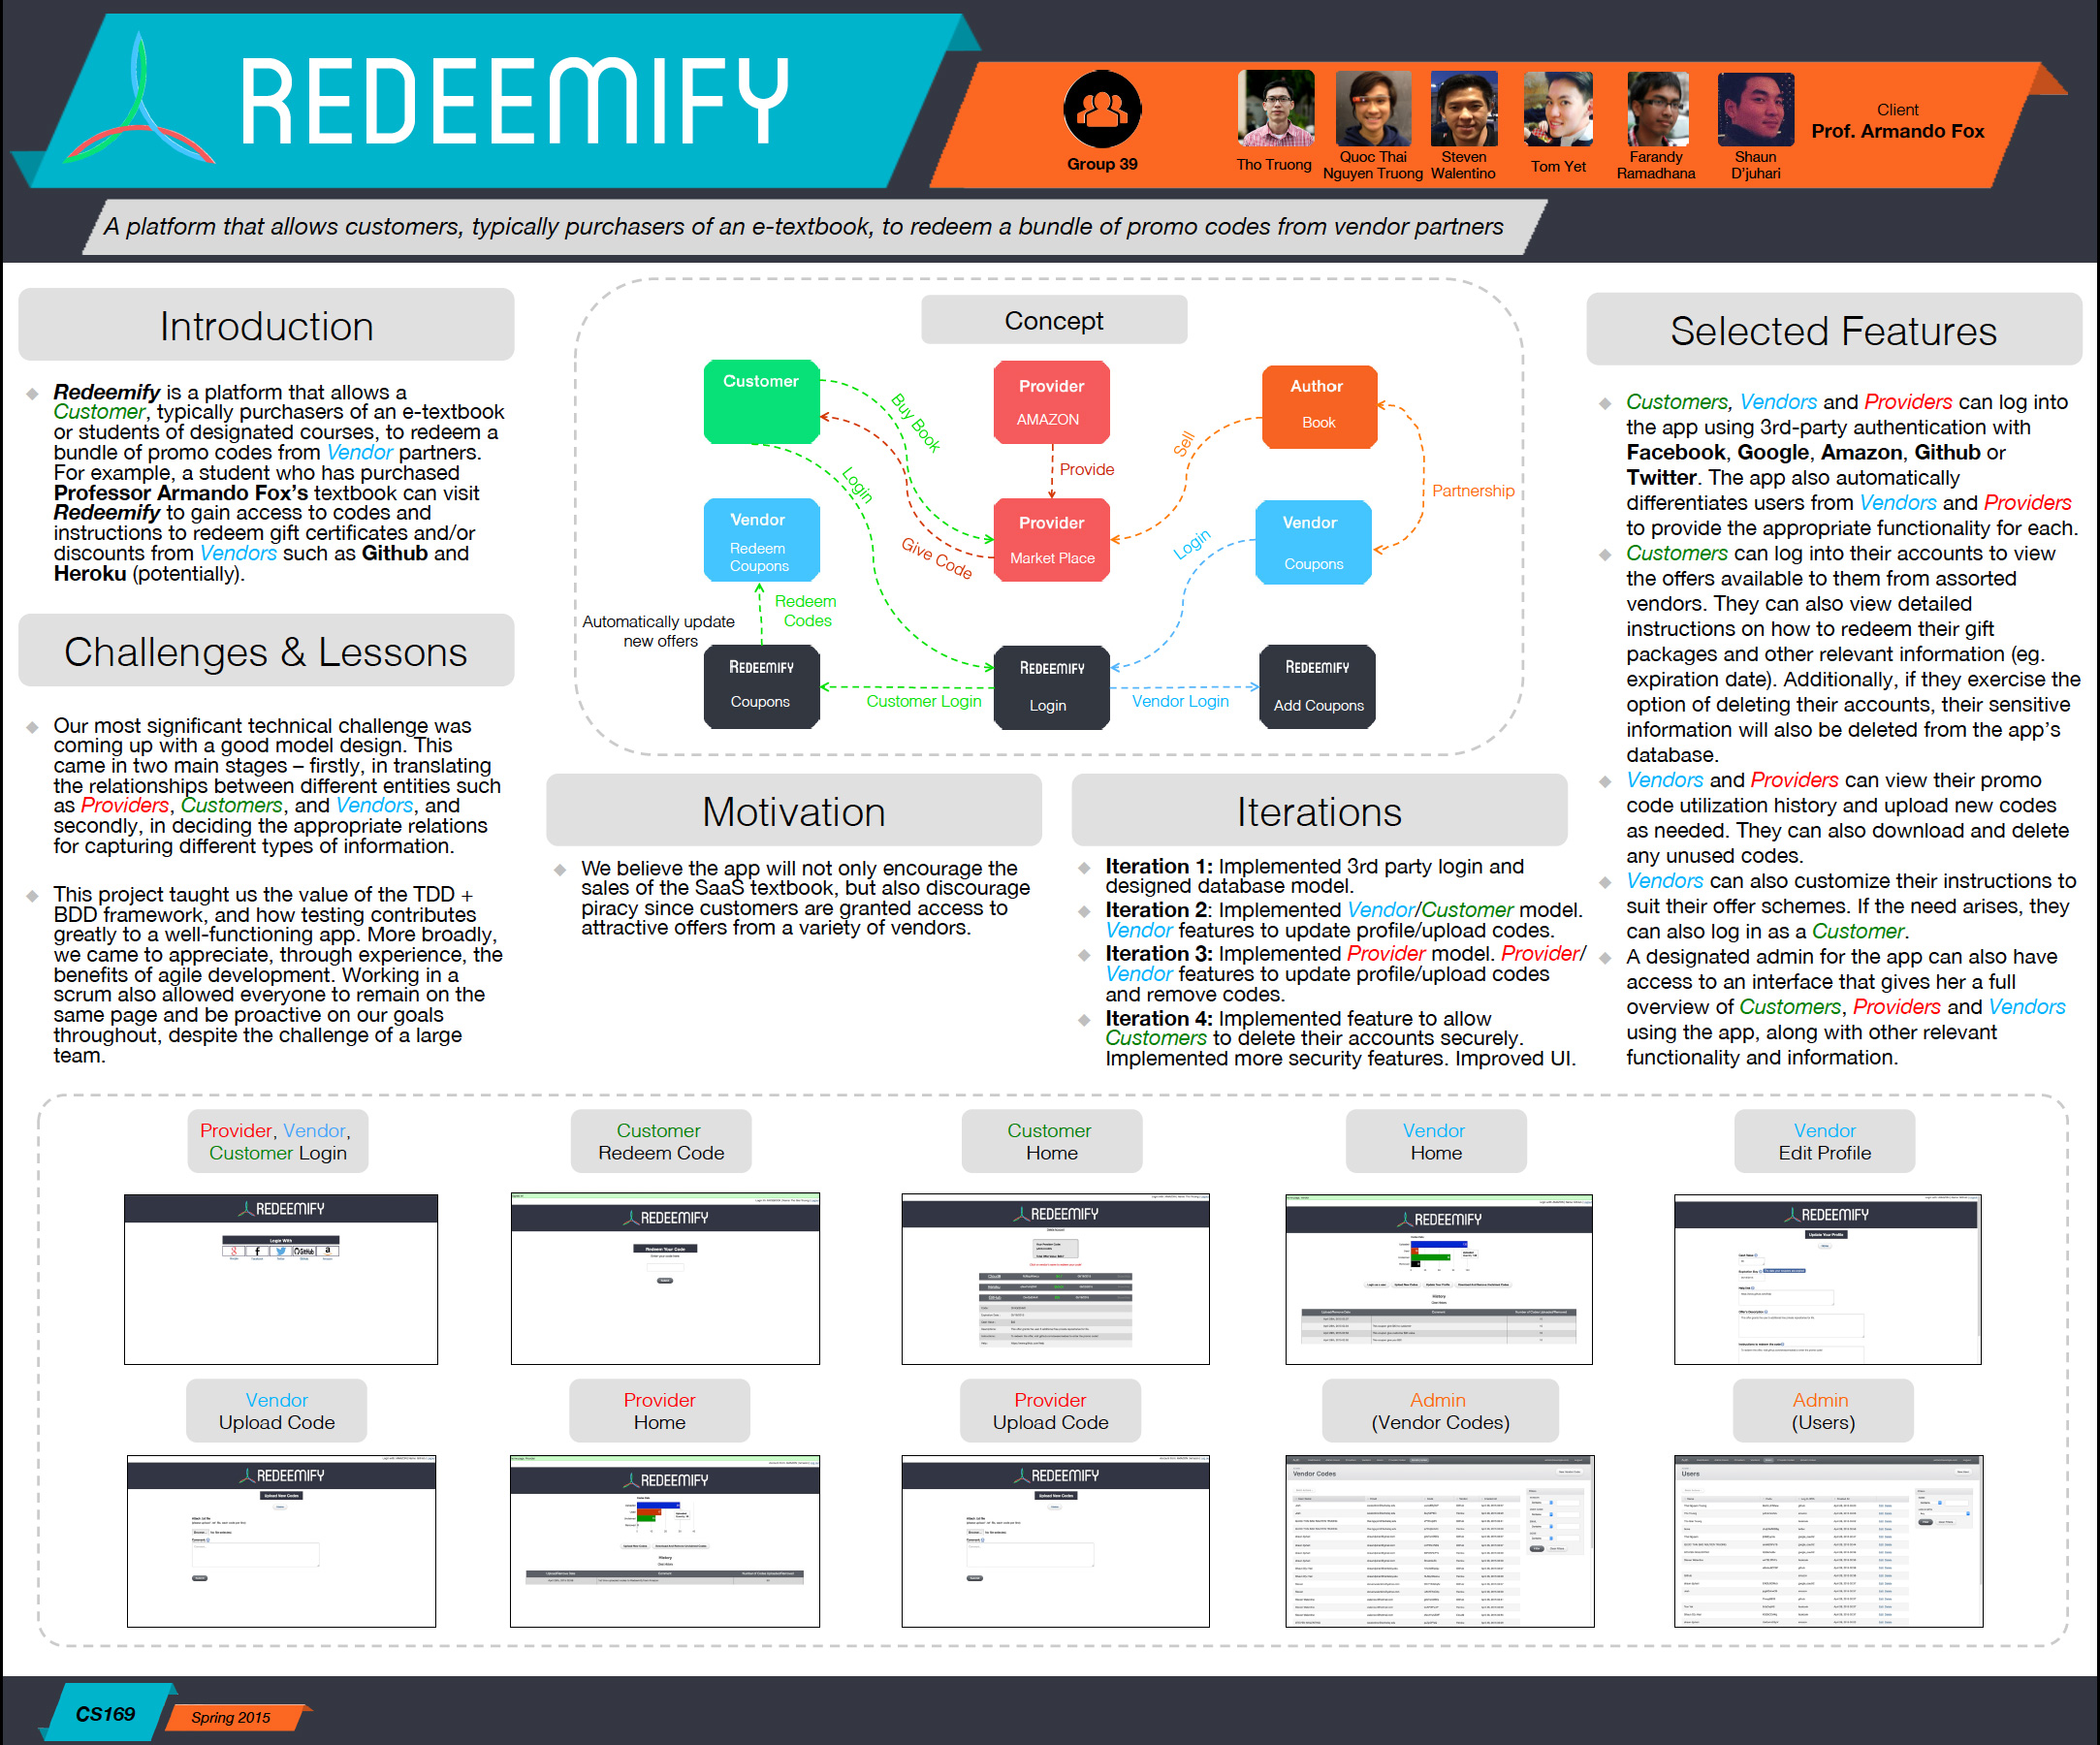 REDEEMIFY
Group 39
Tho Truong
Quoc Thai
Nguyen Truong
Steven
Walentino
Tom Yet
Farandy
Ramadhana
Shaun
D'juhari
Client
Prof. Armando Fox
A platform that allows customers, typically purchasers of an e-textbook, to redeem a bundle of promo codes from vendor partners
Introduction
Redeemify is a platform that allows a
Customer, typically purchasers of an e-textbook
or students of designated courses, to redeem a
bundle of promo codes from Vendor partners.
For example, a student who has purchased
Professor Armando Fox's textbook can visit
Redeemify to gain access to codes and
instructions to redeem gift certificates and/or
discounts from Vendors such as Github and
Heroku (potentially).
Challenges & Lessons
Our most significant technical challenge was
coming up with a good model design. This
came in two main stages – firstly, in translating
the relationships between different entities such
as Providers, Customers, and Vendors, and
secondly, in deciding the appropriate relations
for capturing different types of information.
This project taught us the value of the TDD +
BDD framework, and how testing contributes
greatly to a well-functioning app. More broadly,
we came to appreciate, through experience, the
benefits of agile development. Working in a
scrum also allowed everyone to remain on the
same page and be proactive on our goals
throughout, despite the challenge of a large
team.
Concept
Customer
Provider
AMAZON
Author
Book
Buy Book
Login
Provide
Sell
Partnership
Vendor
Redeem
Coupons
Give Code
Provider
Market Place
Login
Vendor
Coupons
Automatically update
new offers
Redeem
Codes
REDEEMIFY
Coupons
Customer Login
REDEEMIFY
Login
Vendor Login
REDEEMIFY
Add Coupons
Motivation
We believe the app will not only encourage the
sales of the SaaS textbook, but also discourage
piracy since customers are granted access to
attractive offers from a variety of vendors.
Iterations
Iteration 1: Implemented 3rd party login and
designed database model.
Iteration 2: Implemented Vendor/Customer model.
Vendor features to update profile/upload codes.
Iteration 3: Implemented Provider model. Provider/
Vendor features to update profile/upload codes
and remove codes.
Iteration 4: Implemented feature to allow
Customers to delete their accounts securely.
Implemented more security features. Improved UI.
Selected Features
Customers, Vendors and Providers can log into
the app using 3rd-party authentication with
Facebook, Google, Amazon, Github or
Twitter. The app also automatically
differentiates users from Vendors and Providers
to provide the appropriate functionality for each.
Customers can log into their accounts to view
the offers available to them from assorted
vendors. They can also view detailed
instructions on how to redeem their gift
packages and other relevant information (eg.
expiration date). Additionally, if they exercise the
option of deleting their accounts, their sensitive
information will also be deleted from the app's
database.
Vendors and Providers can view their promo
code utilization history and upload new codes
as needed. They can also download and delete
any unused codes.
Vendors can also customize their instructions to
suit their offer schemes. If the need arises, they
can also log in as a Customer.
A designated admin for the app can also have
access to an interface that gives her a full
overview of Customers, Providers and Vendors
using the app, along with other relevant
functionality and information.
Provider, Vendor,
Customer Login
Customer
Redeem Code
Customer
Home
Vendor
Home
Vendor
Edit Profile
REDEEMIFY
Login With
GitHub
REDEEMIFY
Redeem Your Code
REDEEMIFY
REDEEMIFY
History
REDEEMIFY
Update Your Profile
Vendor
Upload Code
Provider
Home
Provider
Upload Code
Admin
(Vendor Codes)
Admin
(Users)
REDEEMIFY
Upload New Codes
REDEEMIFY
History
REDEEMIFY
Upload New Codes
Vendor Codes
Users
CS169
Spring 2015